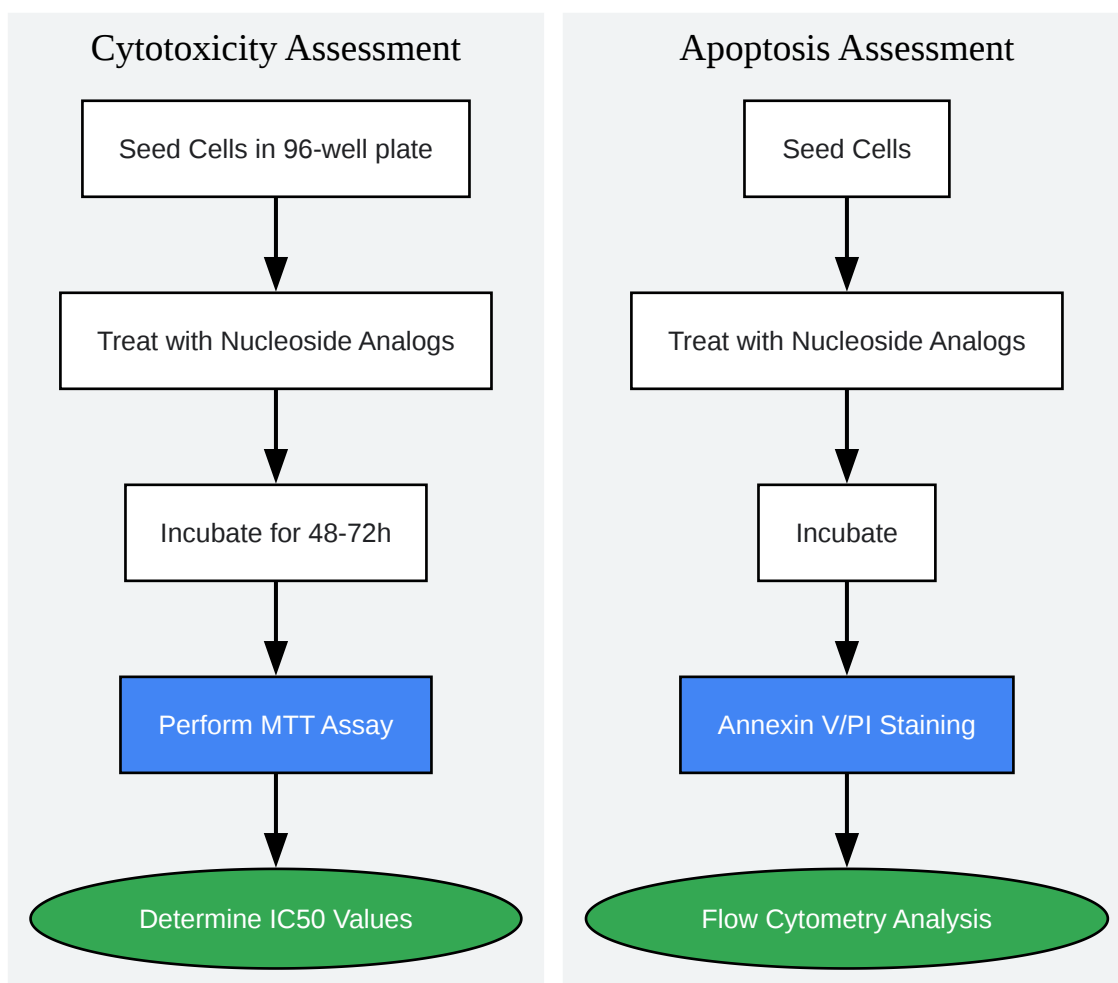 Cytotoxicity Assessment
Seed Cells in 96-well plate
Treat with Nucleoside Analogs
Incubate for 48-72h
Perform MTT Assay
Determine IC50 Values
Apoptosis Assessment
Seed Cells
Treat with Nucleoside Analogs
Incubate
Annexin V/PI Staining
Flow Cytometry Analysis